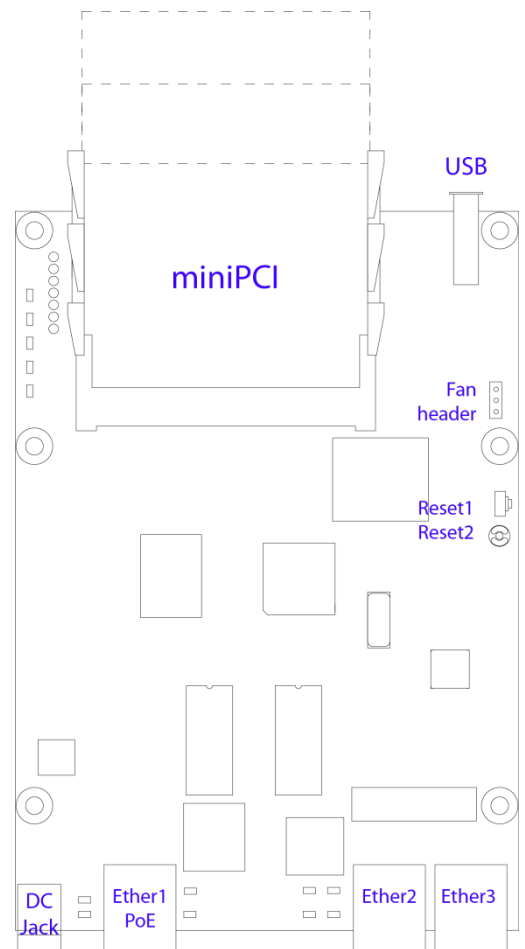 USB
miniPCI
Fan
header
Reset1
Reset2
DC
Jack
Ether1
PoE
Ether2
Ether3